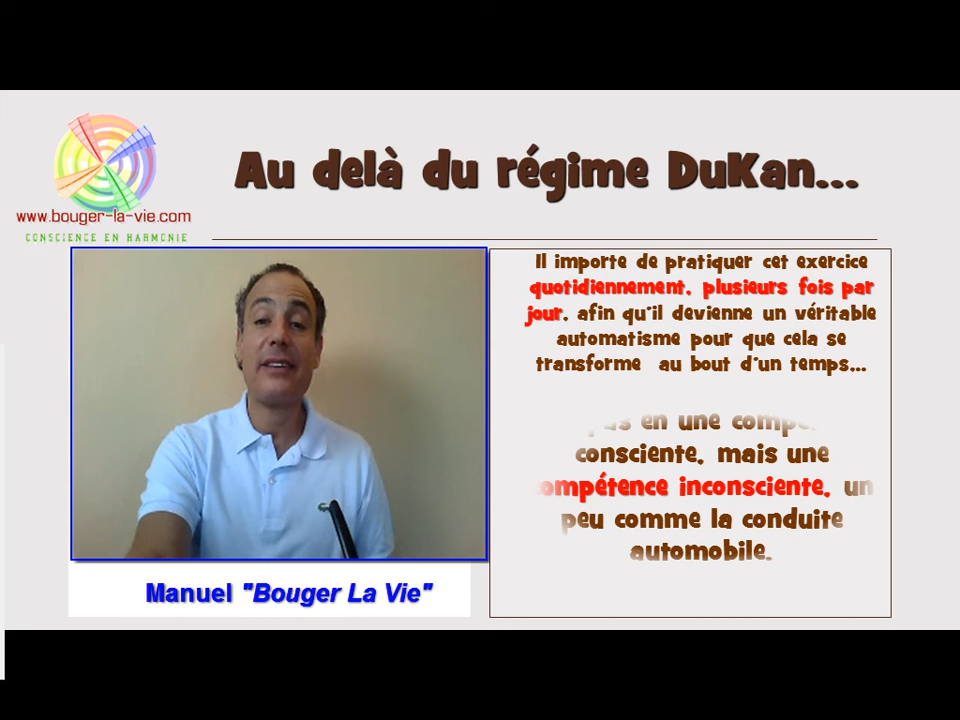 Au delà du régime DuKan...
www.bouger-la-vie.com
CONSCIENCE EN HARMONIE
Il importe de pratiquer cet exercice
quotidiennement, plusieurs fois par
jour, afin qu'il devienne un véritable
automatisme pour que cela se
transforme au bout d'un temps...
en une
consciente, mais une
compétence inconsciente, un
peu comme la conduite
automobile.
Manuel "Bouger La Vie"